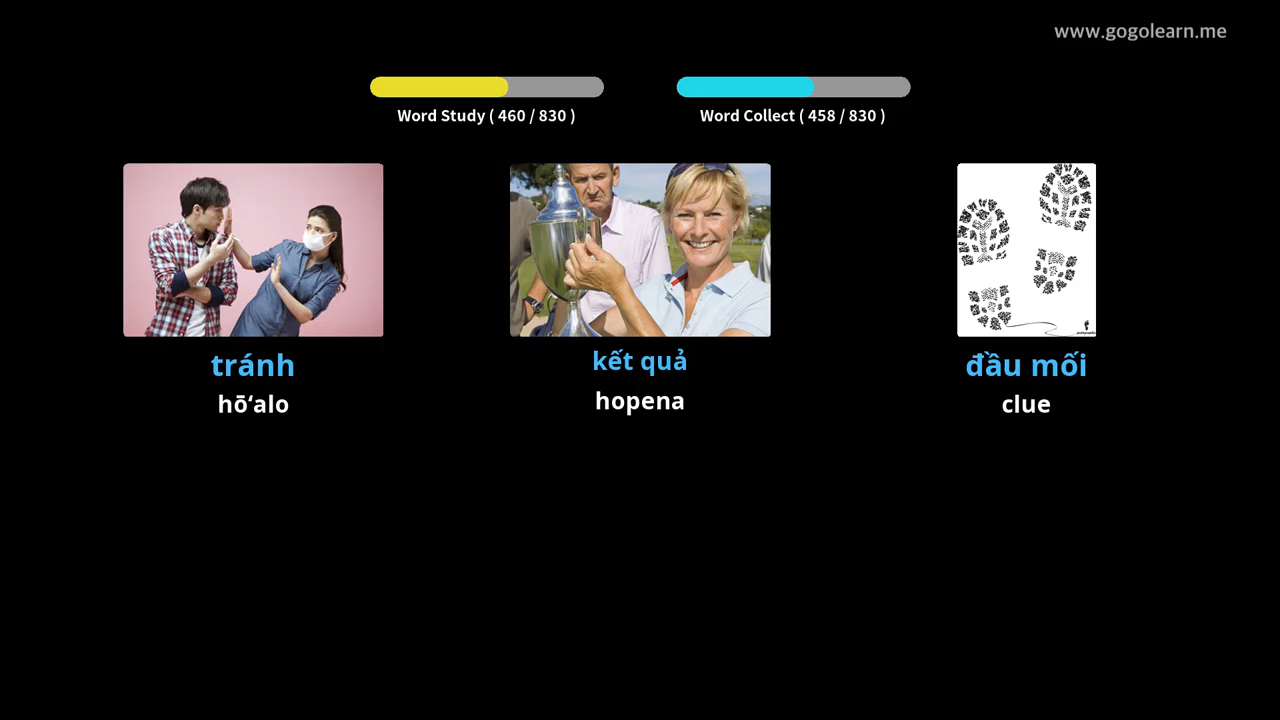 www.gogolearn.me
Word Study ( 460 / 830 )
Word Collect ( 458 / 830 )
tránh
kết quả
đầu mối
hōʻalo
hopena
clue